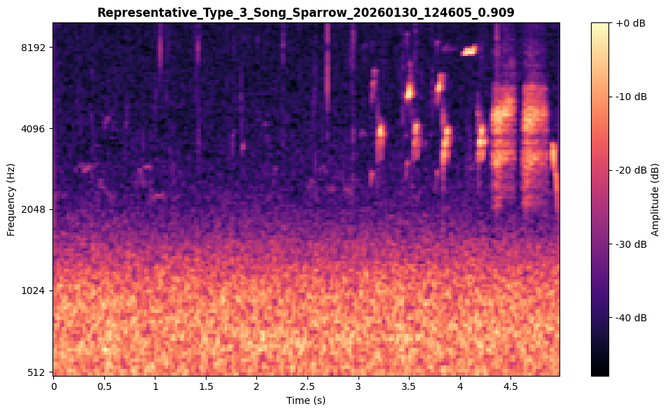 Representative_Type_3_Song_Sparrow_20260130_124605_0.909
+0 dB
8192
-10 dB
4096
-20 dB
Frequency (Hz)
Amplitude (dB)
2048
-30 dB
1024
-40 dB
512
0 0.5 1 1.5 2 2.5 3 3.5 4 4.5
Time (s)